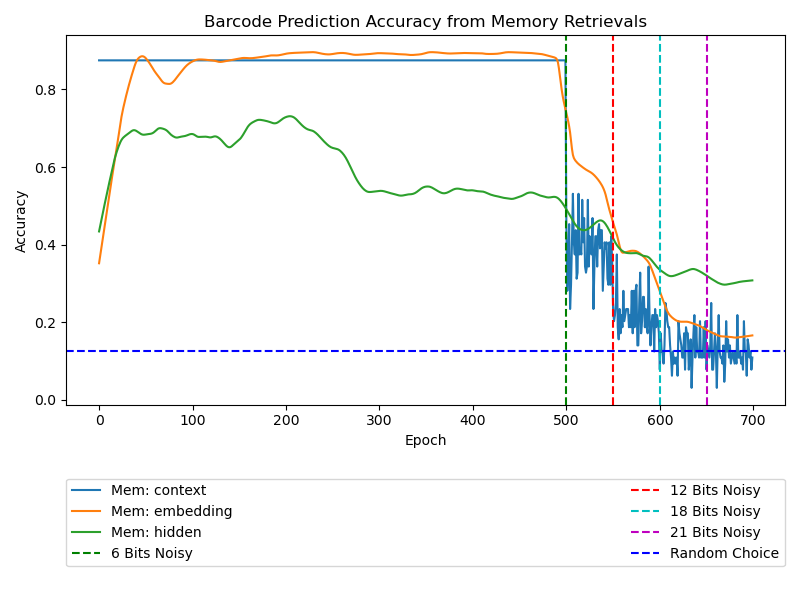 Barcode Prediction Accuracy from Memory Retrievals
Accuracy
0.8
0.6
0.4
0.2
0.0
0 100 200 300 400 500 600 700
Epoch
Mem: context
Mem: embedding
Mem: hidden
6 Bits Noisy
12 Bits Noisy
18 Bits Noisy
21 Bits Noisy
Random Choice